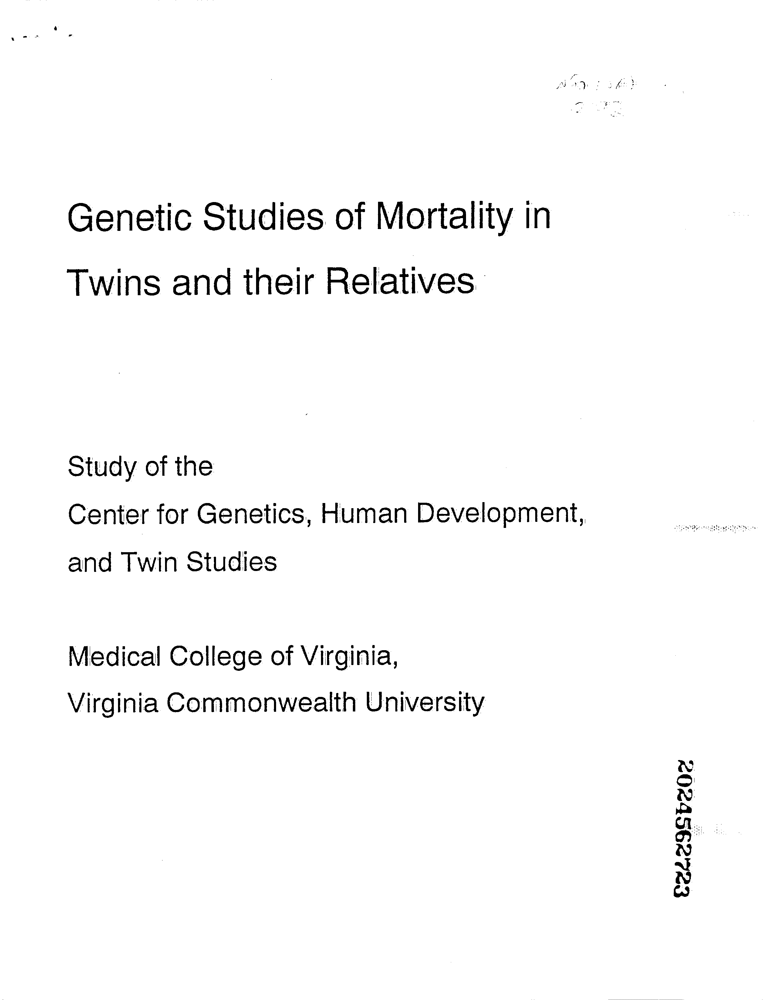 Genetic Studies of Mortality in
Twins and their Relatives
Study of the
Center for Genetics, Human Development,
and Twin Studies
Medical College of Virginia,
Virginia Commonwealth University
2024562723